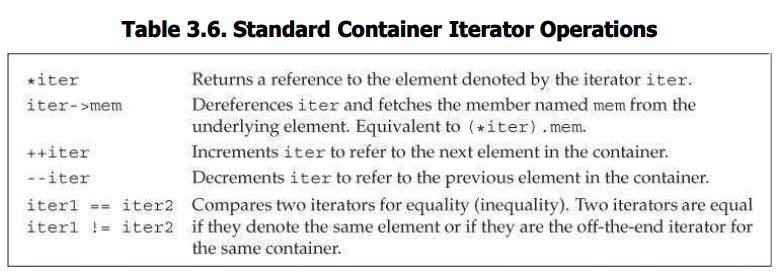 Table 3.6. Standard Container Iterator Operations
*iter Returns a reference to the element denoted by the iterator iter.
iter->mem Dereferences iter and fetches the member named mem from the
underlying element. Equivalent to (*iter).mem.
++iter Increments iter to refer to the next element in the container.
--iter Decrements iter to refer to the previous element in the container.
iter1 == iter2 Compares two iterators for equality (inequality). Two iterators are equal
iter1 != iter2 if they denote the same element or if they are the off-the-end iterator for
the same container.